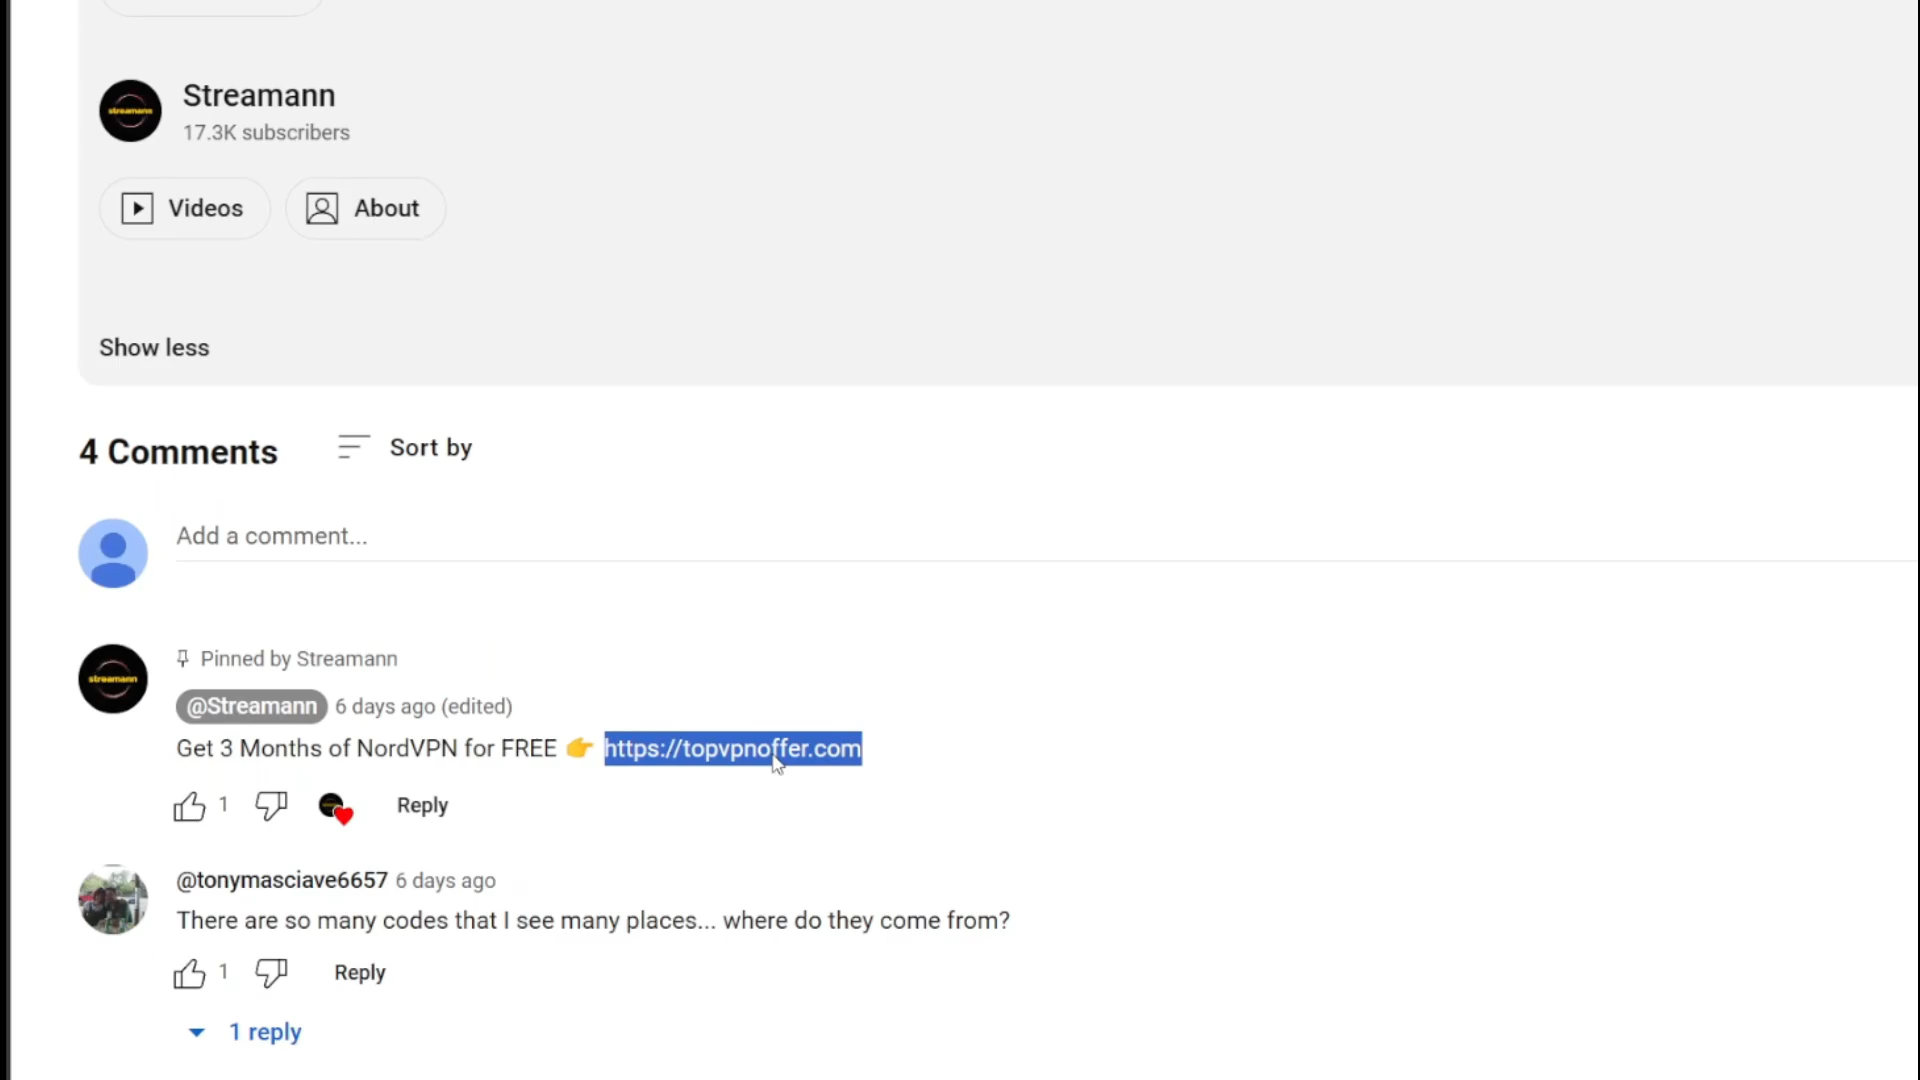 streamann
Streamann
17.3K subscribers
Videos
About
Show less
4 Comments
Sort by
Add a comment...
Pinned by Streamann
streamann
@Streamann 6 days ago (edited)
Get 3 Months of NordVPN for FREE 👉 https://topvpnoffer.com
1
Reply
@tonymasciave6657 6 days ago
There are so many codes that I see many places... where do they come from?
1
Reply
1 reply